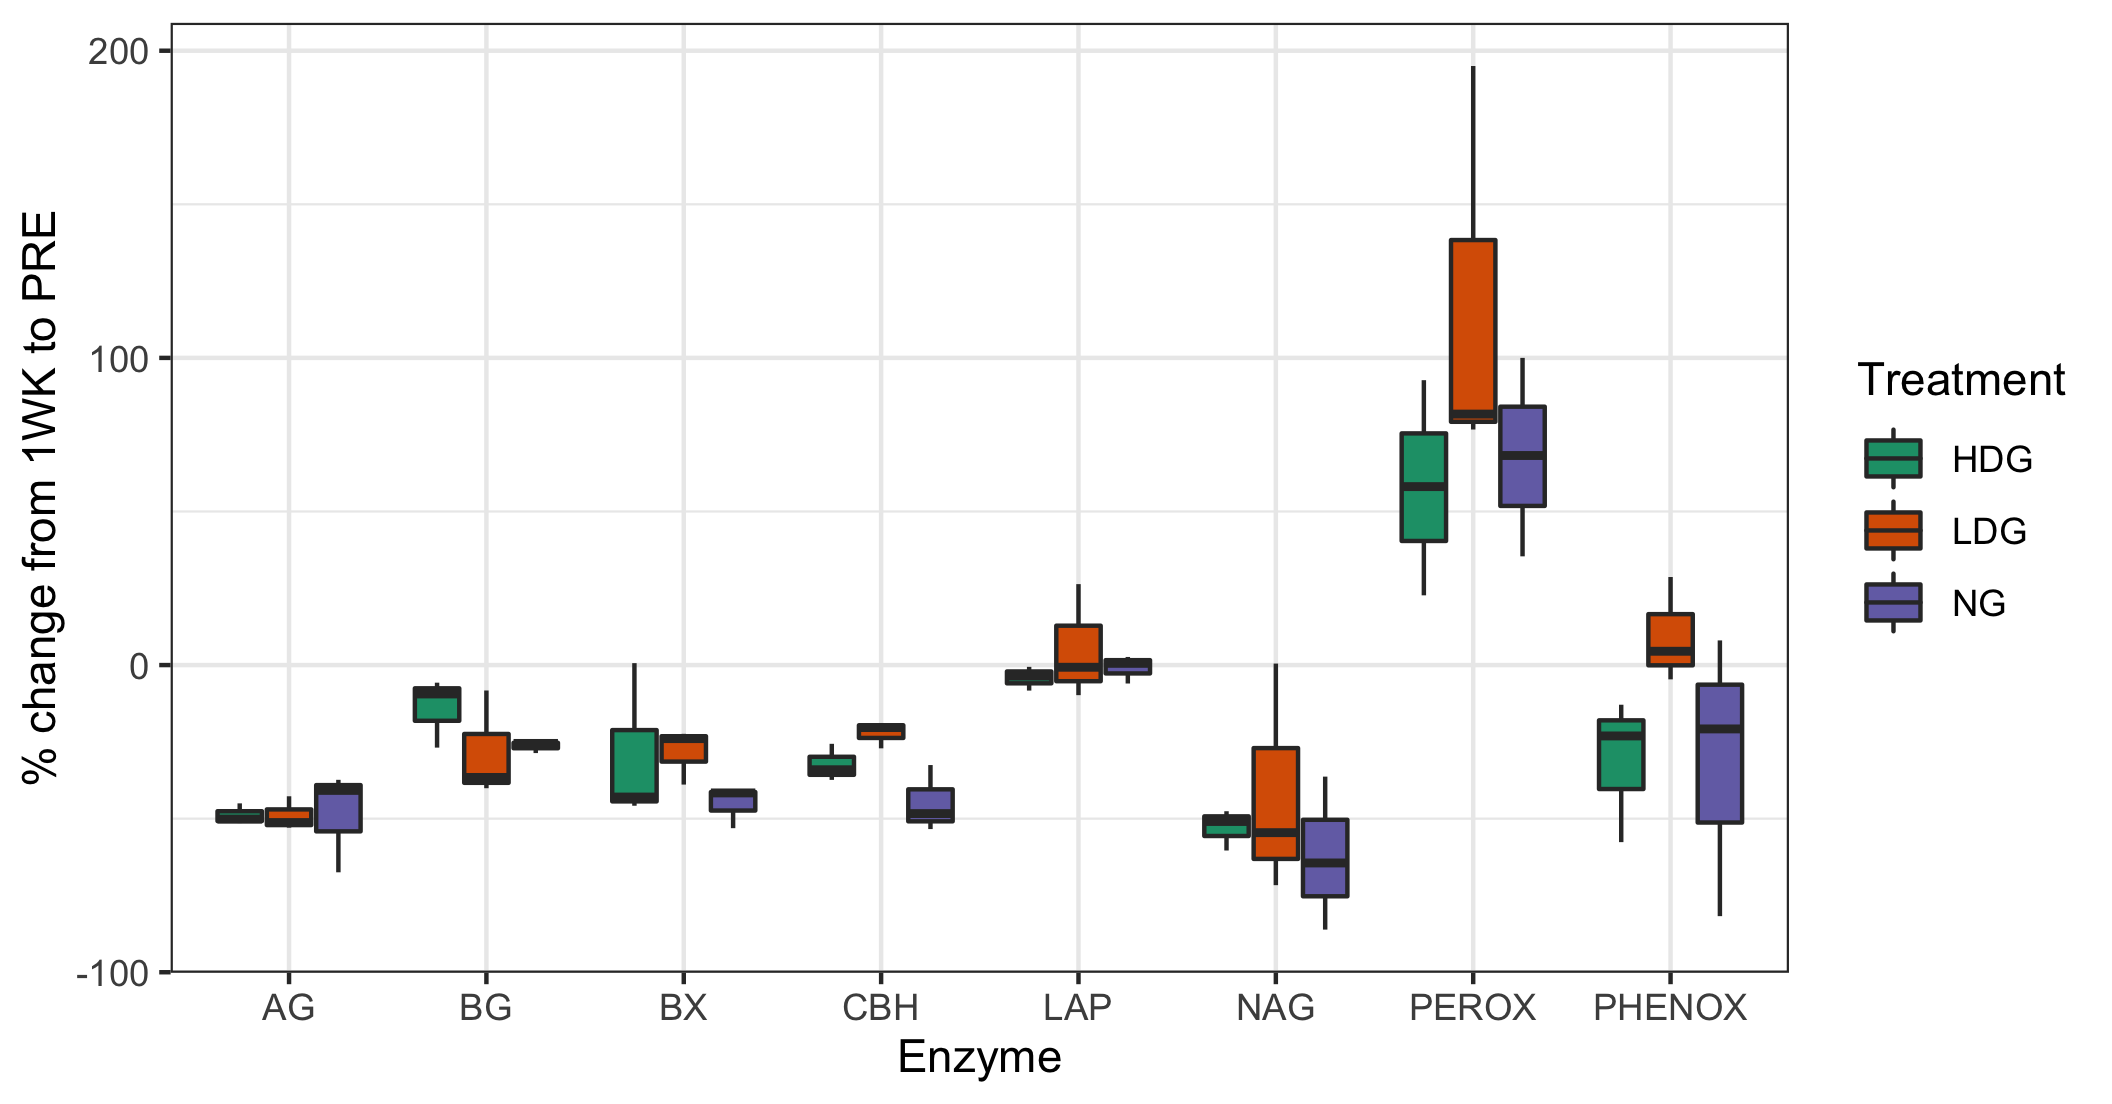 % change from 1WK to PRE
200
100
0
-100
AG BG BX CBH LAP NAG PEROX PHENOX
Enzyme
Treatment
HDG
LDG
NG